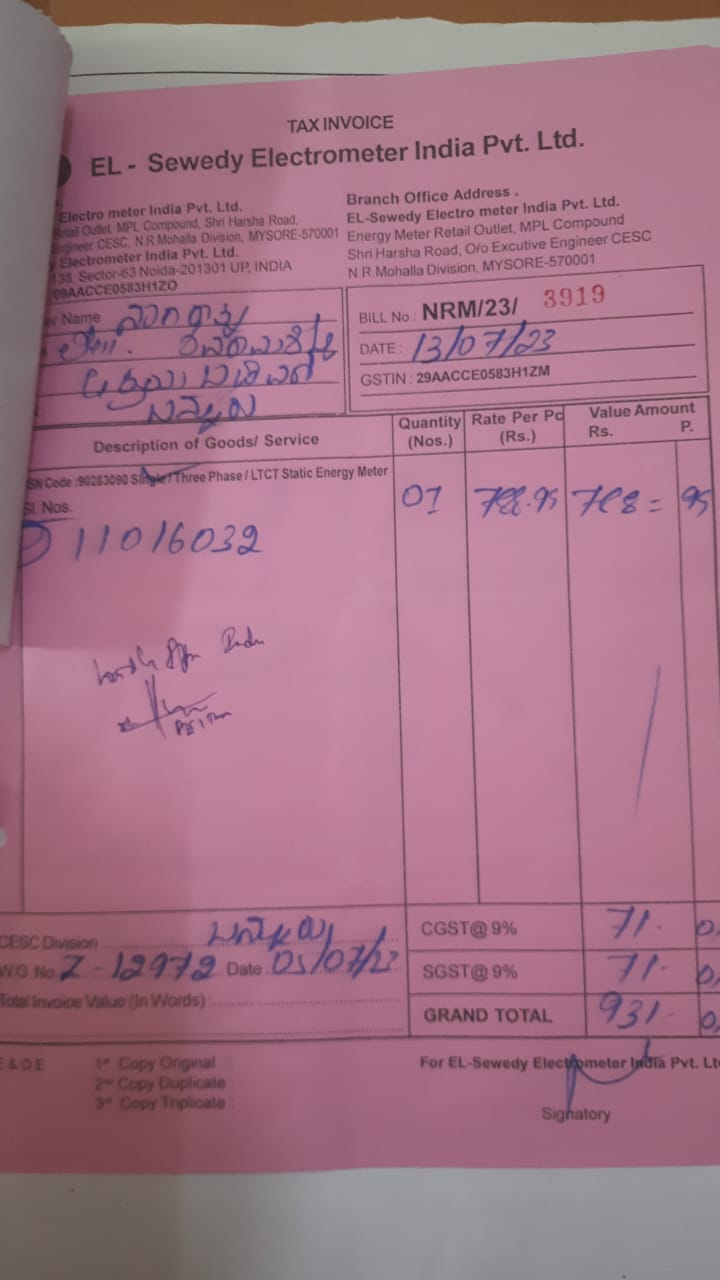 TAX INVOICE
EL - Sewedy Electrometer India Pvt. Ltd.
Electro meter India Pvt. Ltd.
Retail Outlet, MPL Compound, Shri Harsha Road,
Engineer CESC, N.R.Mohalla Division, MYSORE-570001
y Electrometer India Pvt. Ltd.
138, Sector-63 Noida-201301 UP, INDIA
09AACCE0583H1ZO
Branch Office Address .
EL-Sewedy Electro meter India Pvt. Ltd.
Energy Meter Retail Outlet, MPL Compound
Shri Harsha Road, O/o Excutive Engineer CESC
N.R.Mohalla Division, MYSORE-570001
er Name
BILL No.: NRM/23/ 3919
DATE : 13/07/23
GSTIN : 29AACCE0583H1ZM
Description of Goods/ Service Quantity (Nos.) Rate Per Pc (Rs.) Value Amount Rs. P.
SN Code :90283090 Single / Three Phase / LTCT Static Energy Meter
Sl. Nos.
01 788.95 788 = 95
11016032
CESC Division
CGST@ 9% 71.
W.O. No Z - 12972 Date 05/07/23
SGST@ 9% 71.
Total Invoice Value (In Words) :
GRAND TOTAL 931.
E & O.E
1st Copy Original :
2nd Copy Duplicate :
3rd Copy Triplicate :
For EL-Sewedy Electrometer India Pvt. Lt
Signatory